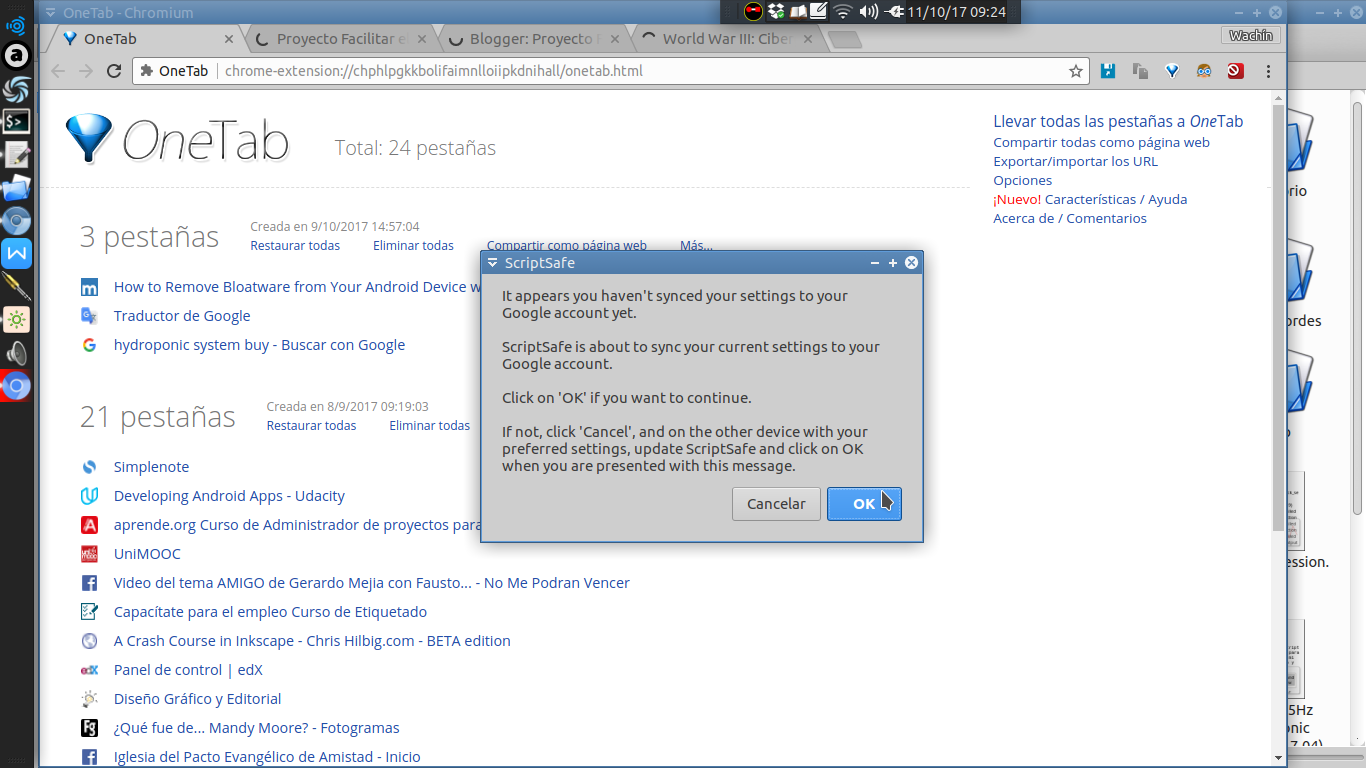 OneTab - Chromium
11/10/17 09:24
OneTab
Proyecto Facilitar e
Blogger: Proyecto
World War III: Cibe
Wachin
OneTab
chrome-extension://chphlpgkkbolifaimnlloiipkdnihall/onetab.html
OneTab
Total: 24 pestañas
Llevar todas las pestañas a OneTab
Compartir todas como página web
Exportar/importar los URL
Opciones
¡Nuevo! Características / Ayuda
Acerca de / Comentarios
3 pestañas
Creada en 9/10/2017 14:57:04
Restaurar todas Eliminar todas Compartir como página web Más...
How to Remove Bloatware from Your Android Device w
Traductor de Google
hydroponic system buy - Buscar con Google
21 pestañas
Creada en 8/9/2017 09:19:03
Restaurar todas Eliminar todas
Simplenote
Developing Android Apps - Udacity
aprende.org Curso de Administrador de proyectos para
UniMOOC
Video del tema AMIGO de Gerardo Mejia con Fausto... - No Me Podran Vencer
Capacítate para el empleo Curso de Etiquetado
A Crash Course in Inkscape - Chris Hilbig.com - BETA edition
Panel de control | edX
Diseño Gráfico y Editorial
¿Qué fue de... Mandy Moore? - Fotogramas
Iglesia del Pacto Evangélico de Amistad - Inicio
ScriptSafe
It appears you haven't synced your settings to your
Google account yet.
ScriptSafe is about to sync your current settings to your
Google account.
Click on 'OK' if you want to continue.
If not, click 'Cancel', and on the other device with your
preferred settings, update ScriptSafe and click on OK
when you are presented with this message.
Cancelar
OK
rio
ordes
ession.
5Hz
onic
7.04)